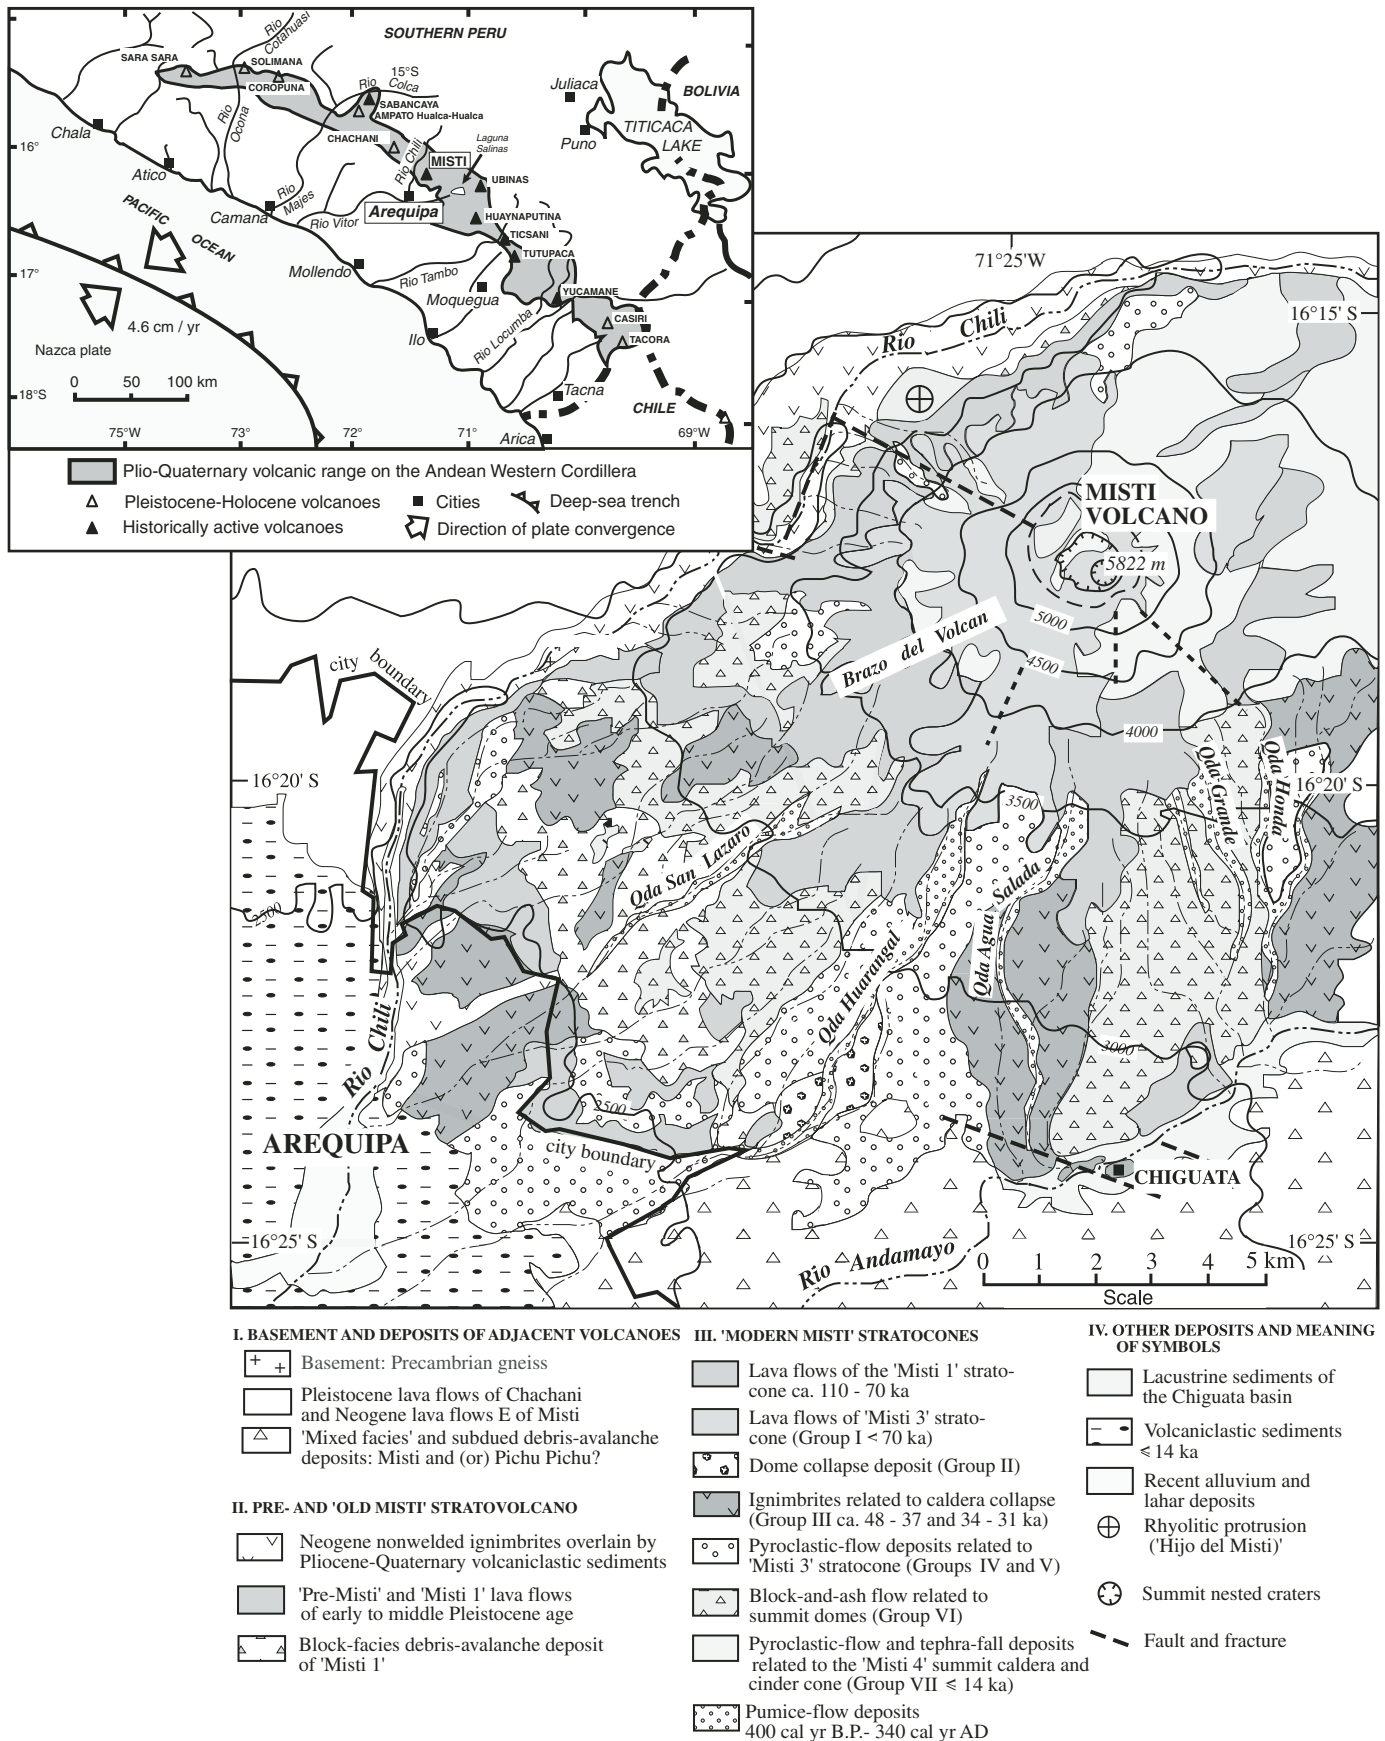 SOUTHERN PERU
Rio
Cotahuasi
SARA SARA
SOLIMANA
COROPUNA
15°S
Rio
Colca
SABANCAYA
AMPATO Hualca-Hualca
Juliaca
BOLIVIA
Puno
TITICACA
LAKE
Chala
Rio
Ocona
16°
CHACHANI
Rio Chili
MISTI
Laguna
Salinas
UBINAS
Atico
Rio
Majes
Camana
Arequipa
Rio Vitor
HUAYNAPUTINA
TICSANI
TUTUPACA
PACIFIC
OCEAN
17°
Mollendo
Rio Tambo
Moquegua
YUCAMANE
CASIRI
TACORA
4.6 cm / yr
Nazca plate
Ilo
Rio Locumba
0 50 100 km
18°S
Tacna
CHILE
Arica
75°W
73°
72°
71°
69°W
Plio-Quaternary volcanic range on the Andean Western Cordillera
Pleistocene-Holocene volcanoes
Cities
Deep-sea trench
Historically active volcanoes
Direction of plate convergence
71°25'W
16°15' S
Rio Chili
MISTI
VOLCANO
5822 m
5000
4500
4000
Brazo del Volcan
city boundary
16°20' S
16°20' S
3500
Qda Grande
Qda Honda
Qda San Lazaro
Qda Agua Salada
Qda Huarangal
2500
Rio Chili
3000
2500
AREQUIPA
city boundary
CHIGUATA
16°25' S
16°25' S
Rio Andamayo
0 1 2 3 4 5 km
Scale
I. BASEMENT AND DEPOSITS OF ADJACENT VOLCANOES
Basement: Precambrian gneiss
Pleistocene lava flows of Chachani
and Neogene lava flows E of Misti
'Mixed facies' and subdued debris-avalanche
deposits: Misti and (or) Pichu Pichu?
II. PRE- AND 'OLD MISTI' STRATOVOLCANO
Neogene nonwelded ignimbrites overlain by
Pliocene-Quaternary volcaniclastic sediments
'Pre-Misti' and 'Misti 1' lava flows
of early to middle Pleistocene age
Block-facies debris-avalanche deposit
of 'Misti 1'
III. 'MODERN MISTI' STRATOCONES
Lava flows of the 'Misti 1' strato-
cone ca. 110 - 70 ka
Lava flows of 'Misti 3' strato-
cone (Group I < 70 ka)
Dome collapse deposit (Group II)
Ignimbrites related to caldera collapse
(Group III ca. 48 - 37 and 34 - 31 ka)
Pyroclastic-flow deposits related to
'Misti 3' stratocone (Groups IV and V)
Block-and-ash flow related to
summit domes (Group VI)
Pyroclastic-flow and tephra-fall deposits
related to the 'Misti 4' summit caldera and
cinder cone (Group VII ⩽ 14 ka)
Pumice-flow deposits
400 cal yr B.P.- 340 cal yr AD
IV. OTHER DEPOSITS AND MEANING
OF SYMBOLS
Lacustrine sediments of
the Chiguata basin
Volcaniclastic sediments
⩽ 14 ka
Recent alluvium and
lahar deposits
Rhyolitic protrusion
('Hijo del Misti)'
Summit nested craters
Fault and fracture